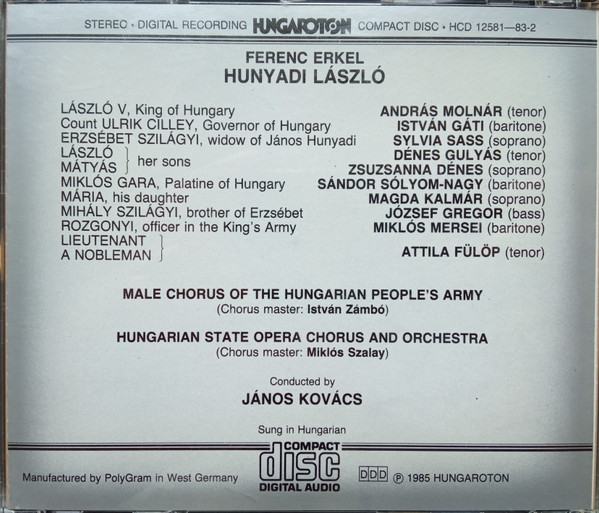 STEREO • DIGITAL RECORDING HUNGAROTON COMPACT DISC • HCD 12581—83-2
FERENC ERKEL
HUNYADI LÁSZLÓ
LÁSZLÓ V, King of Hungary ANDRÁS MOLNÁR (tenor)
Count ULRIK CILLEY, Governor of Hungary ISTVÁN GÁTI (baritone)
ERZSÉBET SZILÁGYI, widow of János Hunyadi SYLVIA SASS (soprano)
LÁSZLÓ } her sons DÉNES GULYÁS (tenor)
MÁTYÁS ZSUZSANNA DÉNES (soprano)
MIKLÓS GARA, Palatine of Hungary SÁNDOR SÓLYOM-NAGY (baritone)
MÁRIA, his daughter MAGDA KALMÁR (soprano)
MIHÁLY SZILÁGYI, brother of Erzsébet JÓZSEF GREGOR (bass)
ROZGONYI, officer in the King's Army MIKLÓS MERSEI (baritone)
LIEUTENANT }
A NOBLEMAN ATTILA FÜLÖP (tenor)
MALE CHORUS OF THE HUNGARIAN PEOPLE'S ARMY
(Chorus master: István Zámbó)
HUNGARIAN STATE OPERA CHORUS AND ORCHESTRA
(Chorus master: Miklós Szalay)
Conducted by
JÁNOS KOVÁCS
Sung in Hungarian
COMPACT
disc
DIGITAL AUDIO
Manufactured by PolyGram in West Germany DDD ℗ 1985 HUNGAROTON